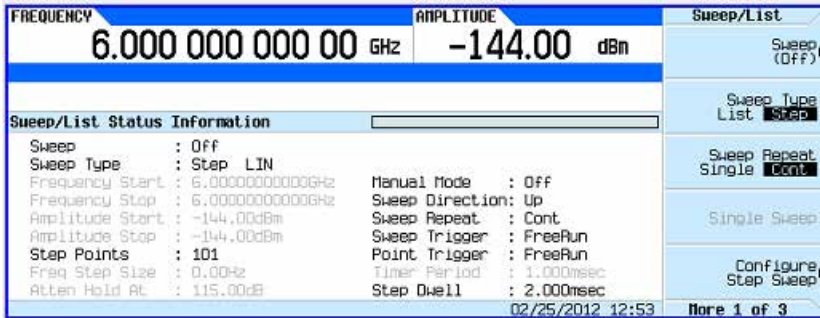 FREQUENCY
AMPLITUDE
6.000 000 000 00 GHz
-144.00 dBm
Sweep/List Status Information
Sweep : Off
Sweep Type : Step LIN
Frequency Start : 6.00000000000GHz
Frequency Stop : 6.00000000000GHz
Amplitude Start : -144.00dBm
Amplitude Stop : -144.00dBm
Step Points : 101
Freq Step Size : 0.00Hz
Atten Hold At : 115.00dB
Manual Mode : Off
Sweep Direction: Up
Sweep Repeat : Cont
Sweep Trigger : FreeRun
Point Trigger : FreeRun
Timer Period : 1.000msec
Step Dwell : 2.000msec
02/25/2012 12:53
Sweep/List
Sweep
(Off)
Sweep Type
List Step
Sweep Repeat
Single Cont
Single Sweep
Configure
Step Sweep
More 1 of 3